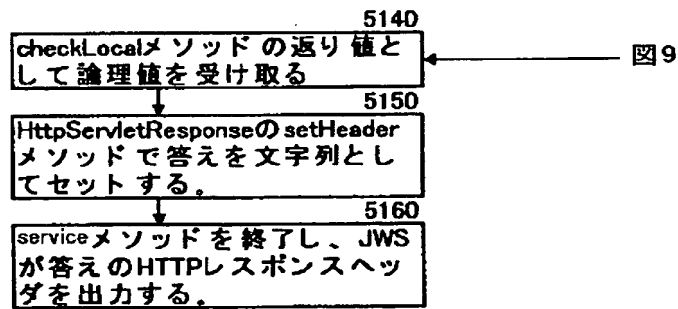 5140
checkLocalメソッドの返り値と
して論理値を受け取る
図9
5150
HttpServletResponseのsetHeader
メソッドで答えを文字列とし
てセットする。
5160
serviceメソッドを終了し、JWS
が答えのHTTPレスポンスヘッ
ダを出力する。